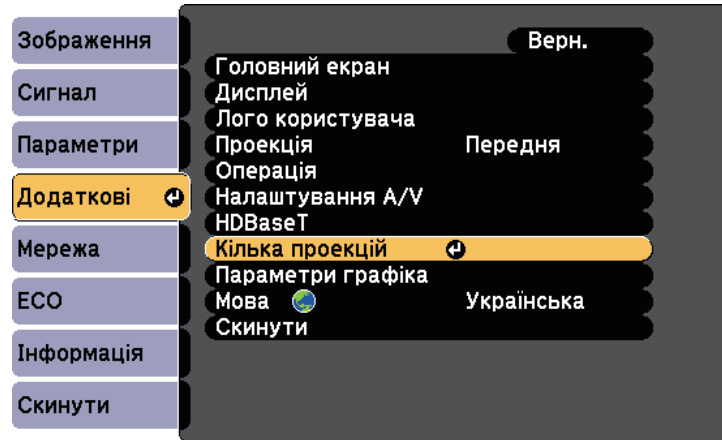 Зображення
Сигнал
Параметри
Додаткові
Мережа
ECO
Інформація
Скинути
Верн.
Головний екран
Дисплей
Лого користувача
Проекція Передня
Операція
Налаштування A/V
HDBaseT
Кілька проекцій
Параметри графіка
Мова Українська
Скинути